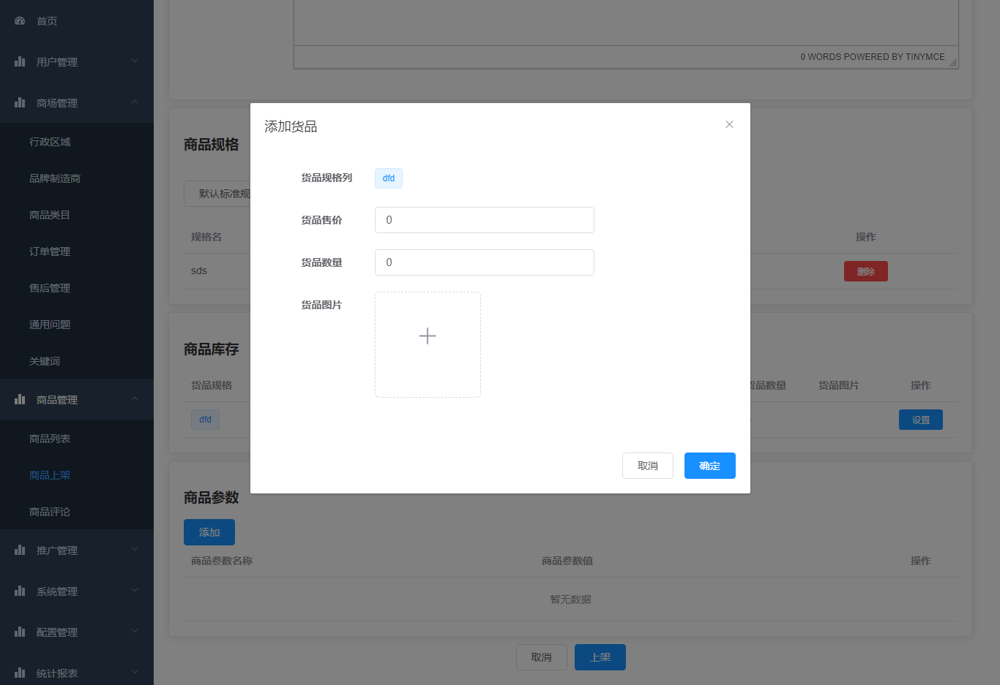 首页
用户管理
商场管理
行政区域
品牌制造商
商品类目
订单管理
售后管理
通用问题
关键词
商品管理
商品列表
商品上架
商品评论
推广管理
系统管理
配置管理
统计报表
0 WORDS POWERED BY TINYMCE
商品规格
默认标准规
规格名 操作
sds 删除
商品库存
货品规格 货品数量 货品图片 操作
dfd 设置
添加货品
货品规格列 dfd
货品售价 0
货品数量 0
货品图片
取消 确定
商品参数
添加
商品参数名称 商品参数值 操作
暂无数据
取消 上架